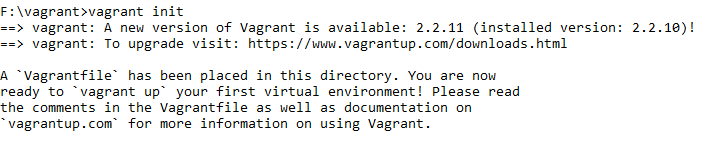 F:\vagrant>vagrant init
==> vagrant: A new version of Vagrant is available: 2.2.11 (installed version: 2.2.10)!
==> vagrant: To upgrade visit: https://www.vagrantup.com/downloads.html
A `Vagrantfile` has been placed in this directory. You are now
ready to `vagrant up` your first virtual environment! Please read
the comments in the Vagrantfile as well as documentation on
`vagrantup.com` for more information on using Vagrant.